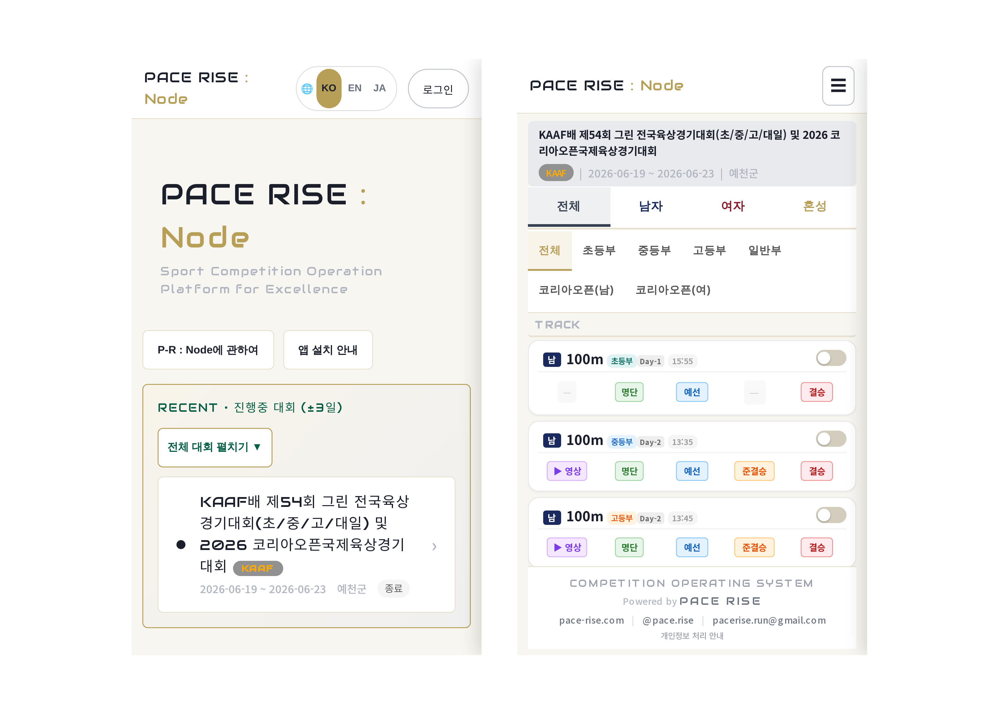 PACE RISE :
Node
KO EN JA
로그인
PACE RISE :
Node
Sport Competition Operation
Platform for Excellence
P-R : Node에 관하여
앱 설치 안내
RECENT • 진행중 대회 (±3일)
전체 대회 펼치기 ▼
KAAF배 제54회 그린 전국육상
경기대회(초/중/고/대일) 및
2026 코리아오픈국제육상경기
대회 KAAF
2026-06-19 ~ 2026-06-23 예천군 종료
PACE RISE : Node
KAAF배 제54회 그린 전국육상경기대회(초/중/고/대일) 및 2026 코
리아오픈국제육상경기대회
KAAF | 2026-06-19 ~ 2026-06-23 | 예천군
전체 남자 여자 혼성
전체 초등부 중등부 고등부 일반부
코리아오픈(남) 코리아오픈(여)
TRACK
남 100m 초등부 Day-1 15:55
— 명단 예선 — 결승
남 100m 중등부 Day-2 13:35
▶ 영상 명단 예선 준결승 결승
남 100m 고등부 Day-2 13:45
▶ 영상 명단 예선 준결승 결승
COMPETITION OPERATING SYSTEM
Powered by PACE RISE
pace-rise.com | @pace.rise | pacerise.run@gmail.com
개인정보 처리 안내